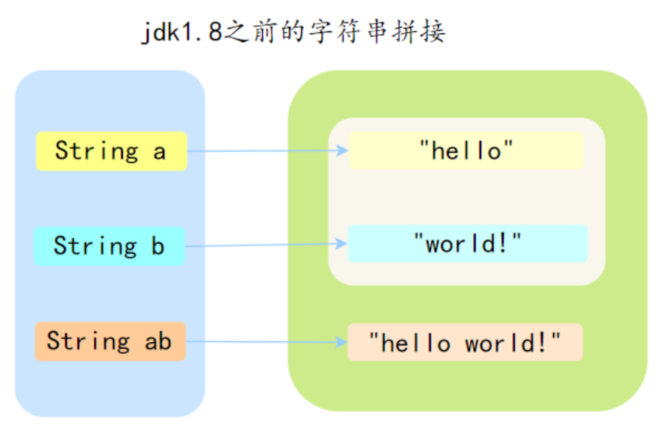 jdk1.8之前的字符串拼接
String a
"hello"
String b
"world!"
String ab
"hello world!"